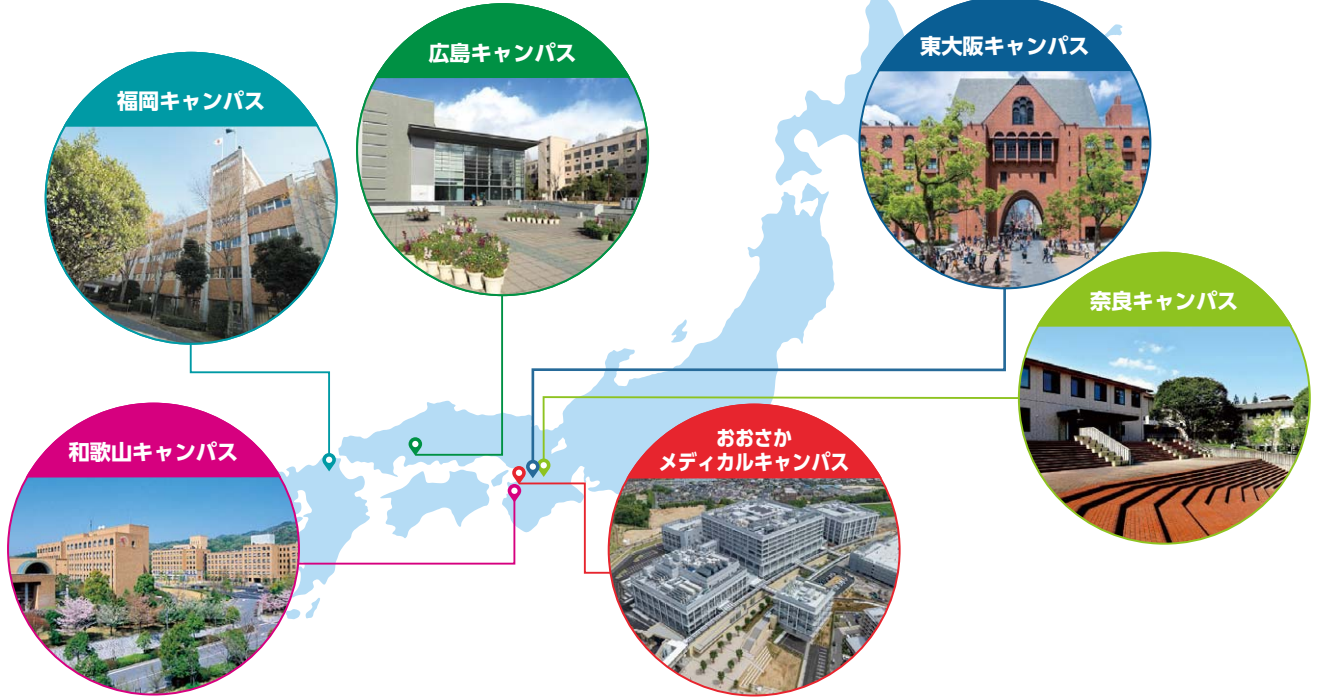 福岡キャンパス
広島キャンパス
東大阪キャンパス
奈良キャンパス
和歌山キャンパス
おおさか
メディカルキャンパス